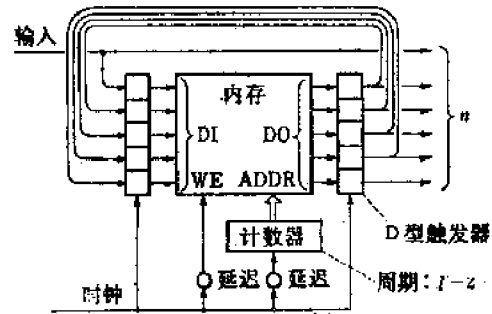 输入
内存
DI DO
WE ADDR
n
计数器
D 型触发器
延迟 延迟
周期：r-2
时钟